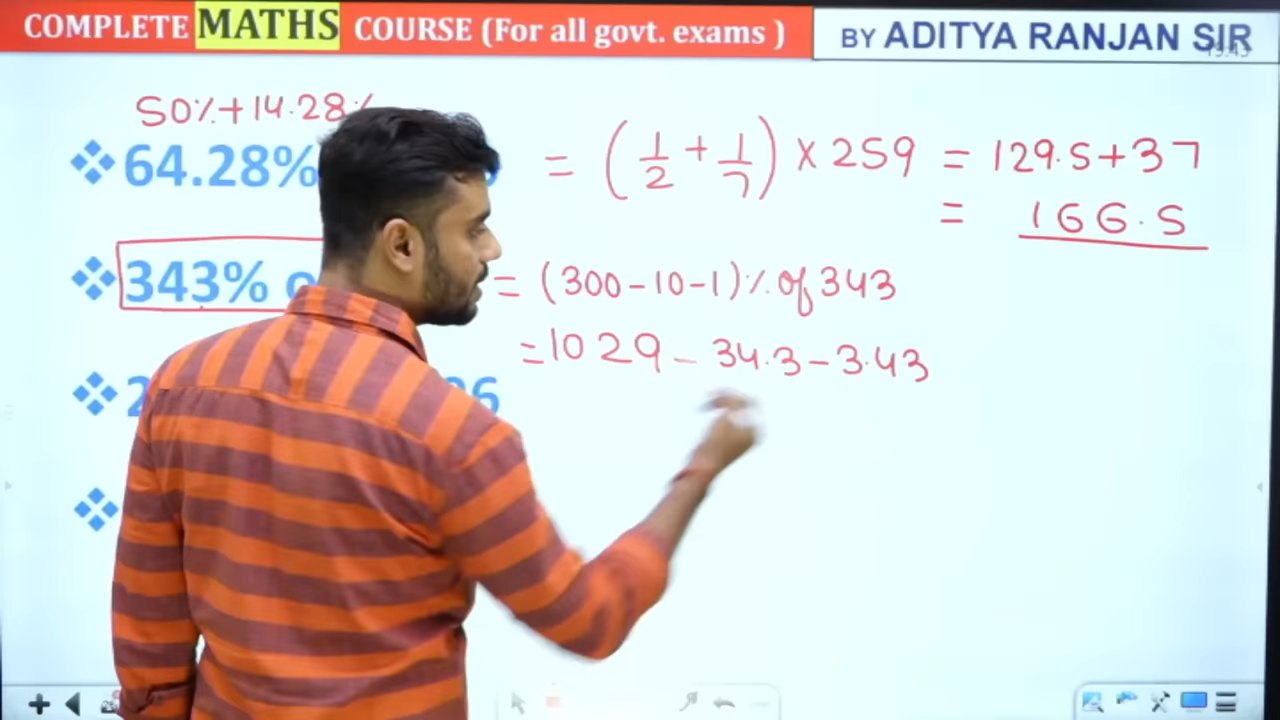 COMPLETE MATHS COURSE (For all govt. exams )
BY ADITYA RANJAN SIR
50%+14.28%
❖ 64.28% = (1/2 + 1/7) × 259 = 129.5+37
= 166.5
❖ 343% = (300-10-1)% of 343
= 1029 - 34.3 - 3.43